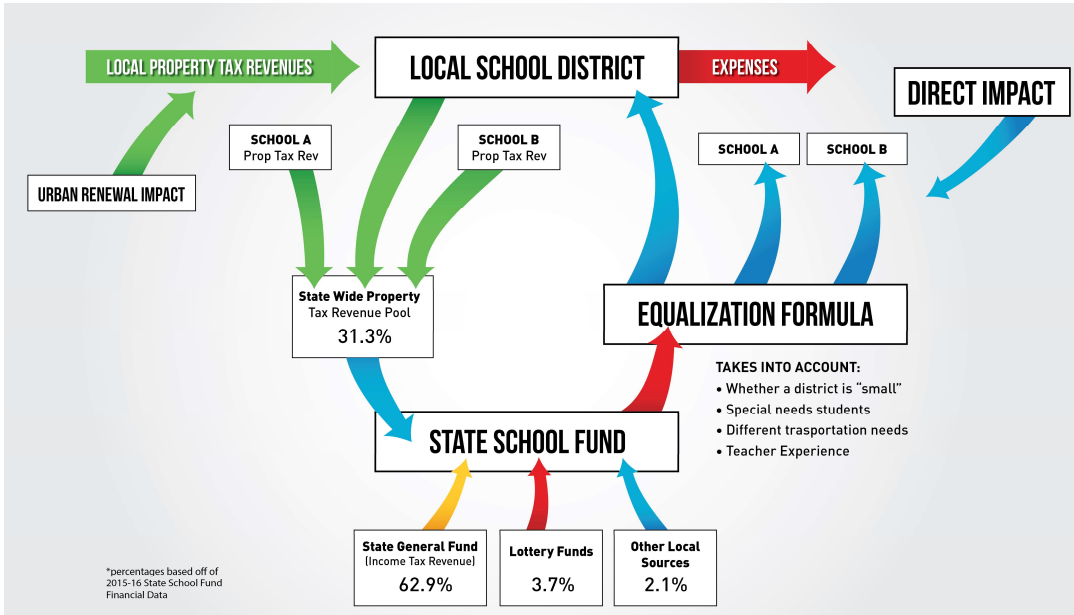 LOCAL PROPERTY TAX REVENUES
LOCAL SCHOOL DISTRICT
EXPENSES
DIRECT IMPACT
URBAN RENEWAL IMPACT
SCHOOL A
Prop Tax Rev
SCHOOL B
Prop Tax Rev
SCHOOL A
SCHOOL B
State Wide Property
Tax Revenue Pool
31.3%
EQUALIZATION FORMULA
TAKES INTO ACCOUNT:
• Whether a district is “small”
• Special needs students
• Different trasportation needs
• Teacher Experience
STATE SCHOOL FUND
State General Fund
(Income Tax Revenue)
62.9%
Lottery Funds
3.7%
Other Local
Sources
2.1%
*percentages based off of
2015-16 State School Fund
Financial Data